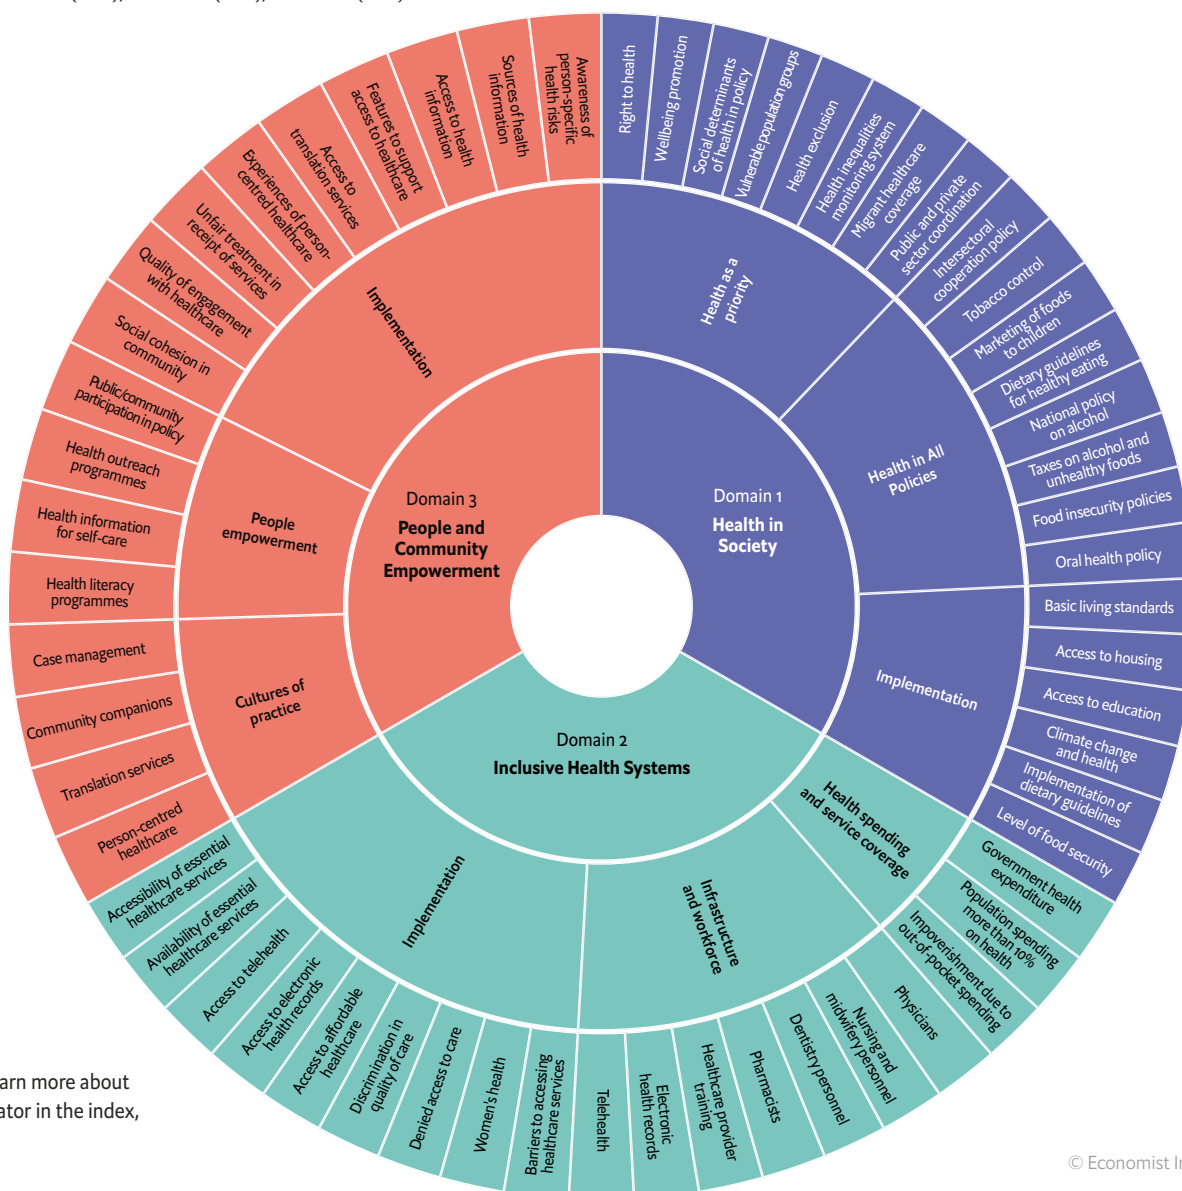 Right to health
Wellbeing promotion
Social determinants
of health in policy
Vulnerable population groups
Health exclusion
Health inequalities
monitoring system
Migrant healthcare
coverage
Public and private
sector coordination
Intersectoral
cooperation policy
Tobacco control
Marketing of foods
to children
Dietary guidelines
for healthy eating
National policy
on alcohol
Taxes on alcohol and
unhealthy foods
Food insecurity policies
Oral health policy
Basic living standards
Access to housing
Access to education
Climate change
and health
Implementation of
dietary guidelines
Level of food security
Government health
expenditure
Population spending
more than 10%
on health
Impoverishment due to
out-of-pocket spending
Physicians
Nursing and
midwifery personnel
Dentistry personnel
Pharmacists
Healthcare provider
training
Electronic
health records
Telehealth
Barriers to accessing
healthcare services
Women's health
Denied access to care
Discrimination in
quality of care
Access to affordable
healthcare
Access to electronic
health records
Access to telehealth
Availability of essential
healthcare services
Accessibility of essential
healthcare services
Person-centred
healthcare
Translation services
Community companions
Case management
Health literacy
programmes
Health information
for self-care
Health outreach
programmes
Public/community
participation in policy
Social cohesion in
community
Quality of engagement
with healthcare
Unfair treatment in
receipt of services
Experiences of person-
centred healthcare
Access to
translation services
Features to support
access to healthcare
Access to health
information
Sources of health
information
Awareness of
person-specific
health risks
Health as a
priority
Health in All
Policies
Implementation
Health spending
and service coverage
Infrastructure
and workforce
Implementation
Cultures of
practice
People
empowerment
Implementation
Domain 1
Health in
Society
Domain 2
Inclusive Health Systems
Domain 3
People and
Community
Empowerment
arn more about
ator in the index,
© Economist I